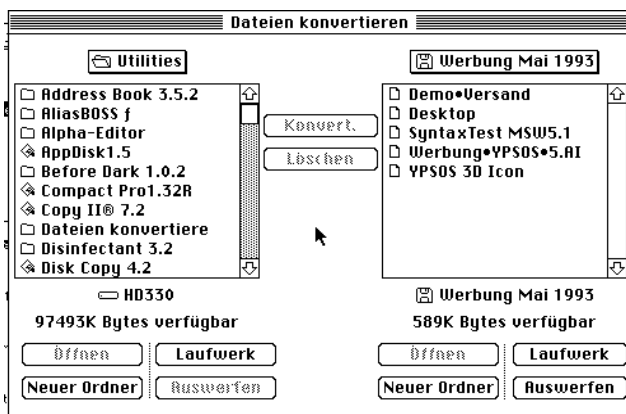 Dateien konvertieren
Utilities
Address Book 3.5.2
AliasBOSS ƒ
Alpha-Editor
AppDisk1.5
Before Dark 1.0.2
Compact Pro1.32R
Copy II® 7.2
Dateien konvertiere
Disinfectant 3.2
Disk Copy 4.2
HD330
97493K Bytes verfügbar
Öffnen
Laufwerk
Neuer Ordner
Auswerfen
Konvert.
Löschen
Werbung Mai 1993
Demo•Versand
Desktop
SyntaxTest MSW5.1
Werbung•YPSOS•5.AI
YPSOS 3D Icon
Werbung Mai 1993
589K Bytes verfügbar
Öffnen
Laufwerk
Neuer Ordner
Auswerfen